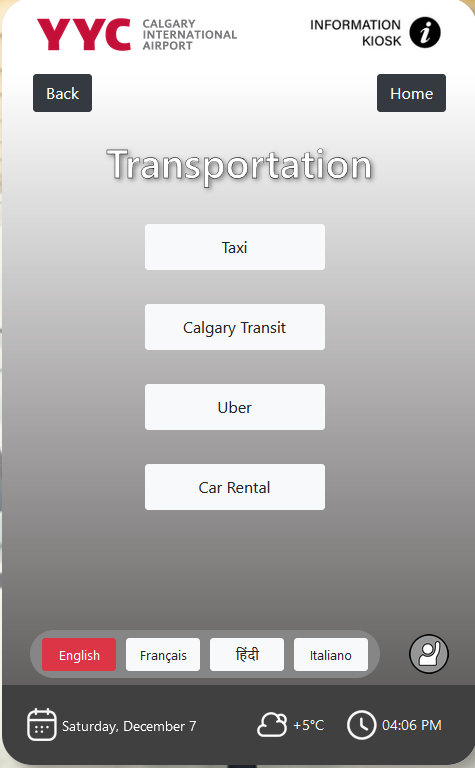 YYC CALGARY
INTERNATIONAL
AIRPORT
INFORMATION
KIOSK i
Back
Home
Transportation
Taxi
Calgary Transit
Uber
Car Rental
English Français हिंदी Italiano
Saturday, December 7 +5°C 04:06 PM